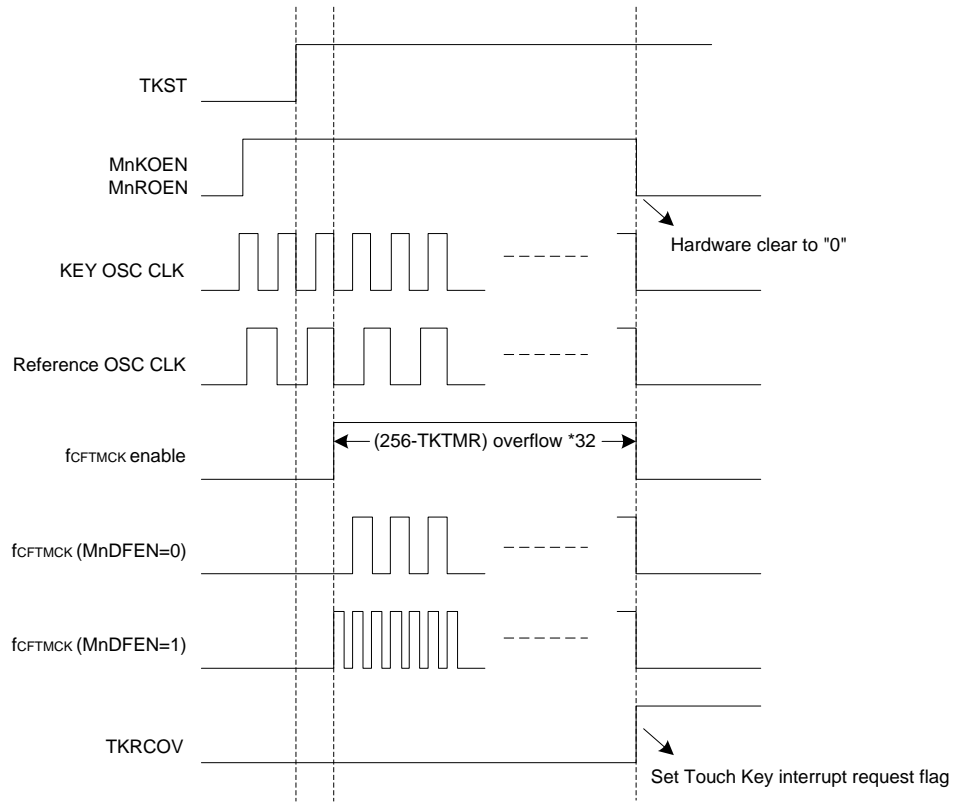 TKST
MnKOEN
MnROEN
Hardware clear to "0"
KEY OSC CLK
Reference OSC CLK
(256-TKTMR) overflow *32
fCFTMCK enable
fCFTMCK (MnDFEN=0)
fCFTMCK (MnDFEN=1)
TKRCOV
Set Touch Key interrupt request flag